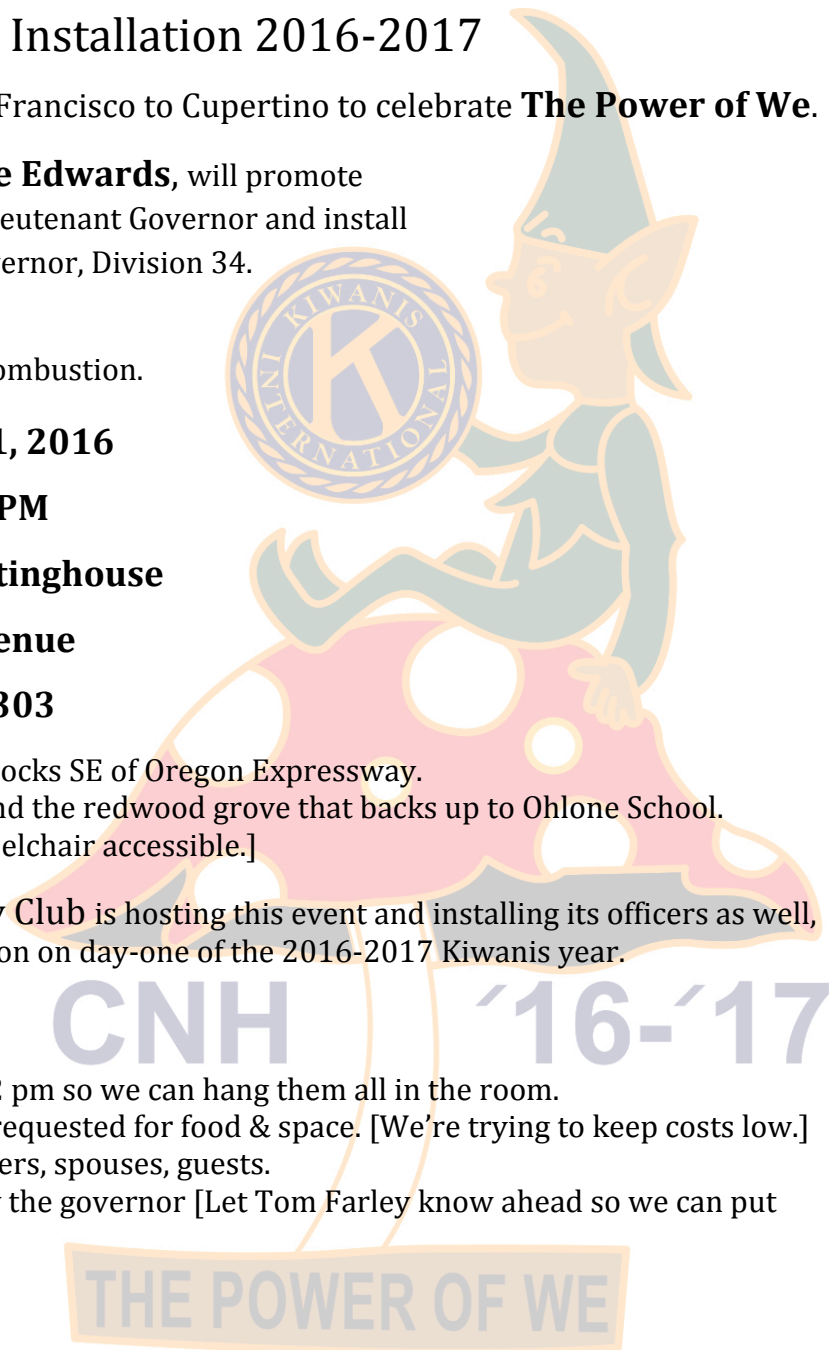 Installation 2016-2017
Francisco to Cupertino to celebrate The Power of We.
e Edwards, will promote
eutenant Governor and install
ernor, Division 34.
KIWANIS
INTERNATIONAL
K
ombustion.
1, 2016
PM
tinghouse
enue
303
ocks SE of Oregon Expressway.
nd the redwood grove that backs up to Ohlone School.
elchair accessible.]
y Club is hosting this event and installing its officers as well,
on on day-one of the 2016-2017 Kiwanis year.
CNH ´16-´17
2 pm so we can hang them all in the room.
requested for food & space. [We’re trying to keep costs low.]
ers, spouses, guests.
y the governor [Let Tom Farley know ahead so we can put
THE POWER OF WE